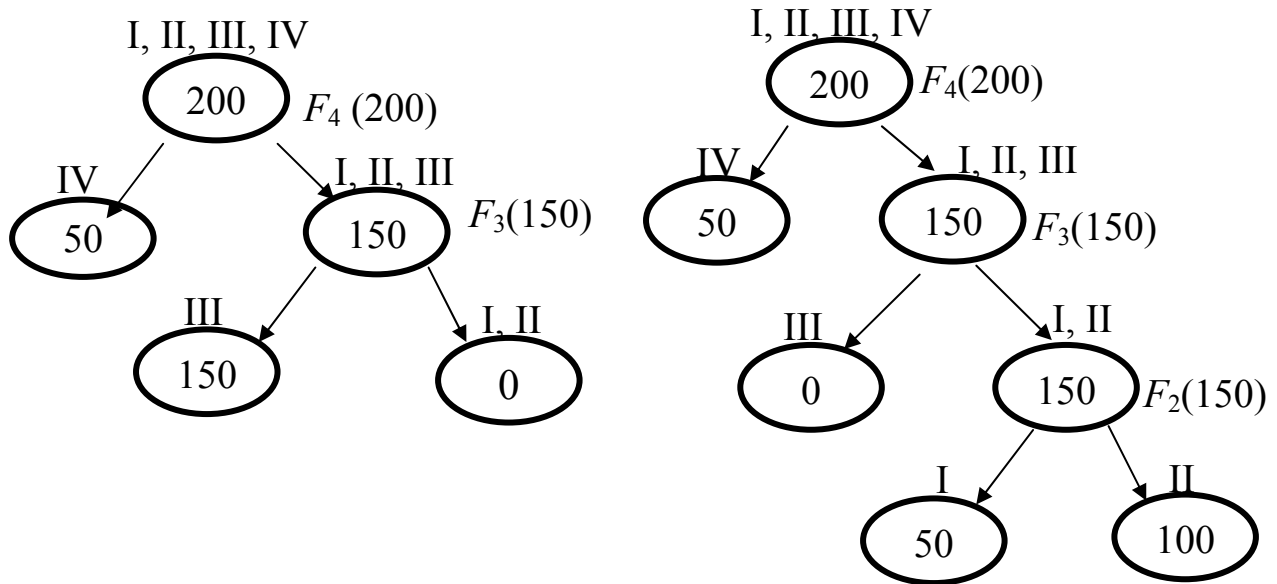 I, II, III, IV
200
F4 (200)
IV
50
I, II, III
150
F3(150)
III
150
I, II
0
I, II, III, IV
200
F4(200)
IV
50
I, II, III
150
F3(150)
III
0
I, II
150
F2(150)
I
50
II
100